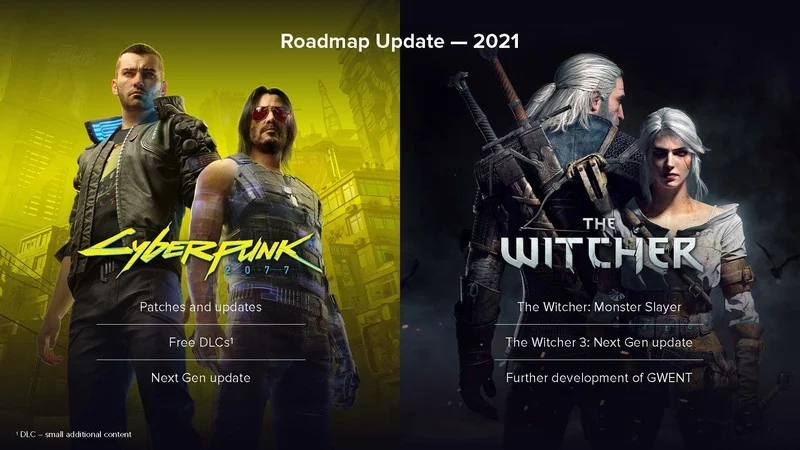 Roadmap Update — 2021
CYBERPUNK
2077
Patches and updates
Free DLCs¹
Next Gen update
THE
WITCHER
The Witcher: Monster Slayer
The Witcher 3: Next Gen update
Further development of GWENT
¹ DLC – small additional content